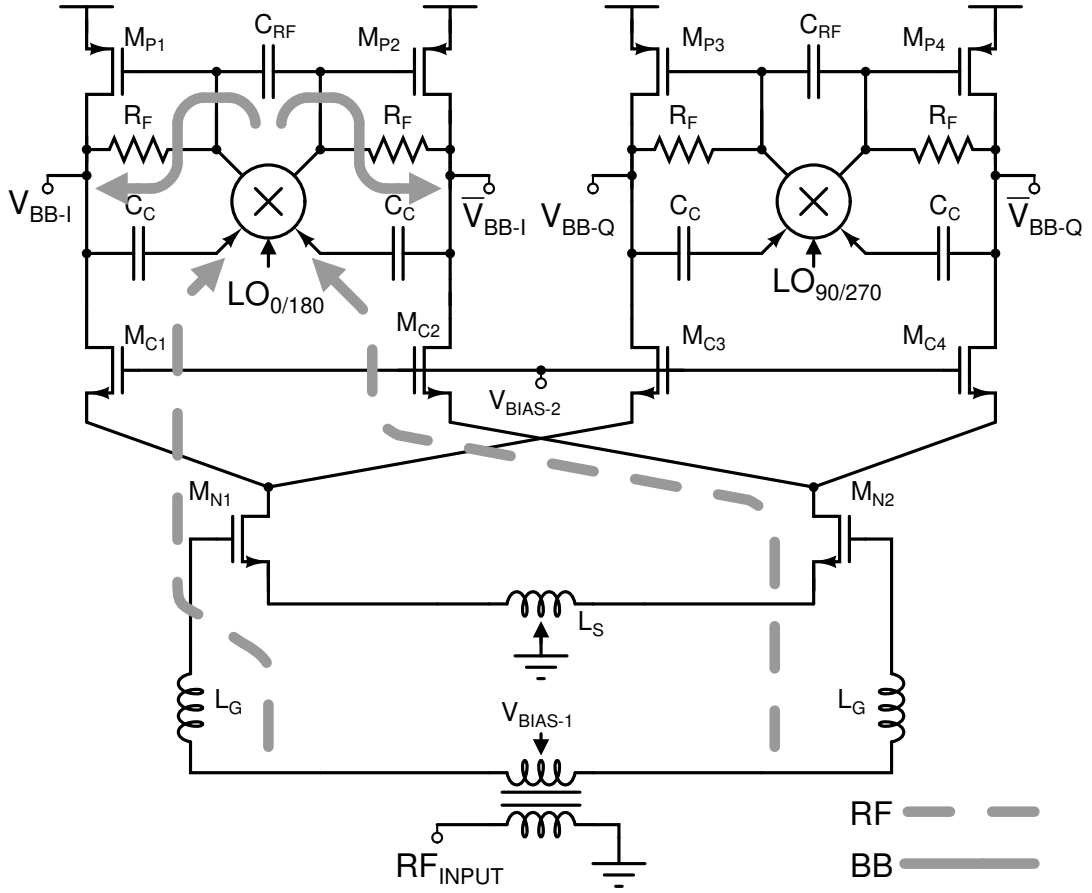 M_P1 C_RF M_P2 M_P3 C_RF M_P4
R_F R_F R_F R_F
V_BB-I C_C C_C V̅_BB-I V_BB-Q C_C C_C V̅_BB-Q
LO_0/180 LO_90/270
M_C1 M_C2 M_C3 M_C4
V_BIAS-2
M_N1 M_N2
L_S
L_G V_BIAS-1 L_G
RF
RF_INPUT BB